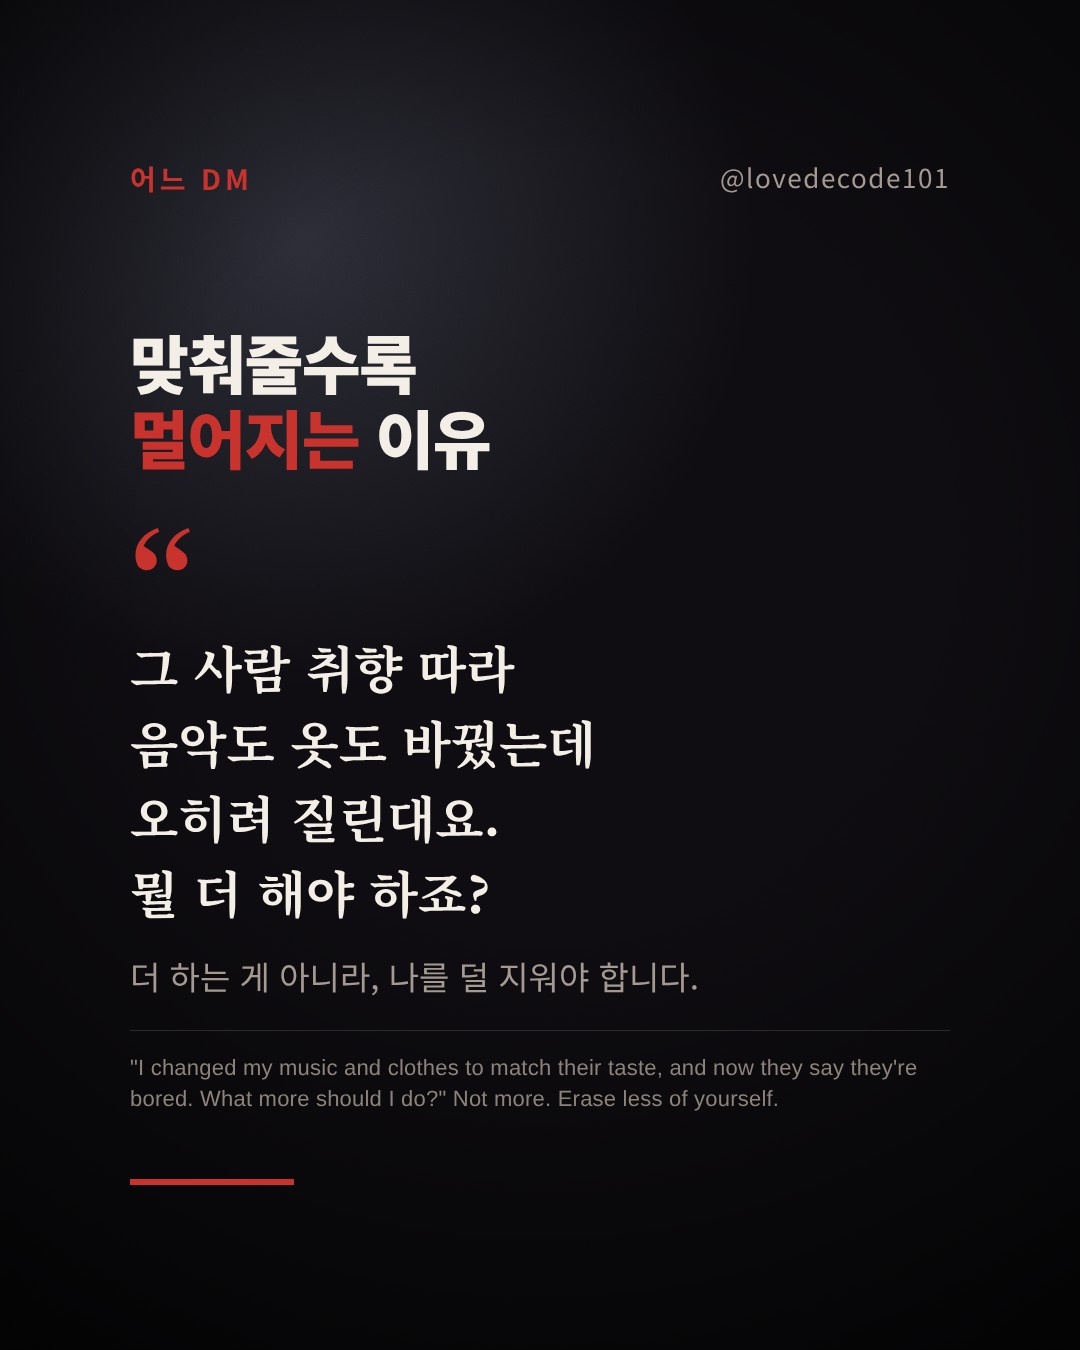 어느 DM
@lovedecode101
맞춰줄수록
멀어지는 이유
“
그 사람 취향 따라
음악도 옷도 바꿨는데
오히려 질린대요.
뭘 더 해야 하죠?
더 하는 게 아니라, 나를 덜 지워야 합니다.
"I changed my music and clothes to match their taste, and now they say they're
bored. What more should I do?" Not more. Erase less of yourself.